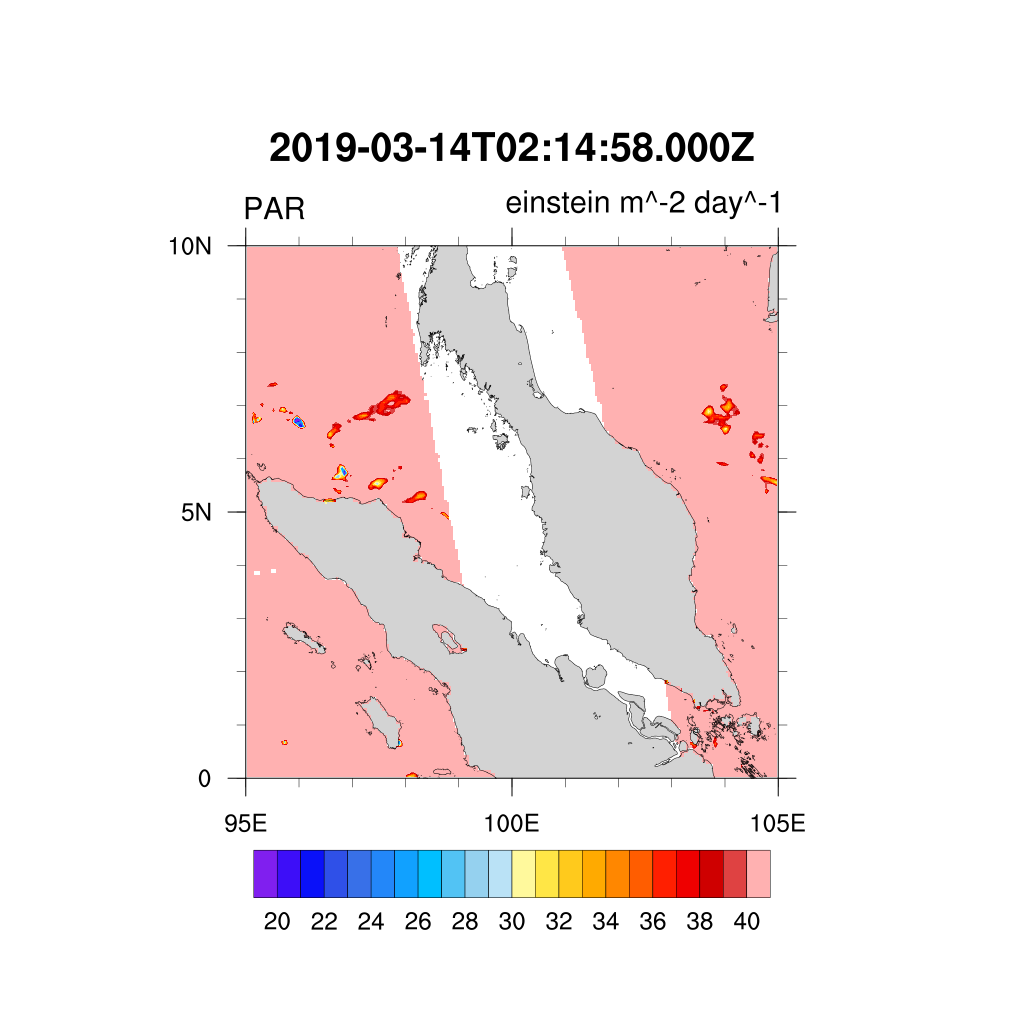 2019-03-14T02:14:58.000Z
PAR einstein m^-2 day^-1
10N
5N
0
95E 100E 105E
20 22 24 26 28 30 32 34 36 38 40